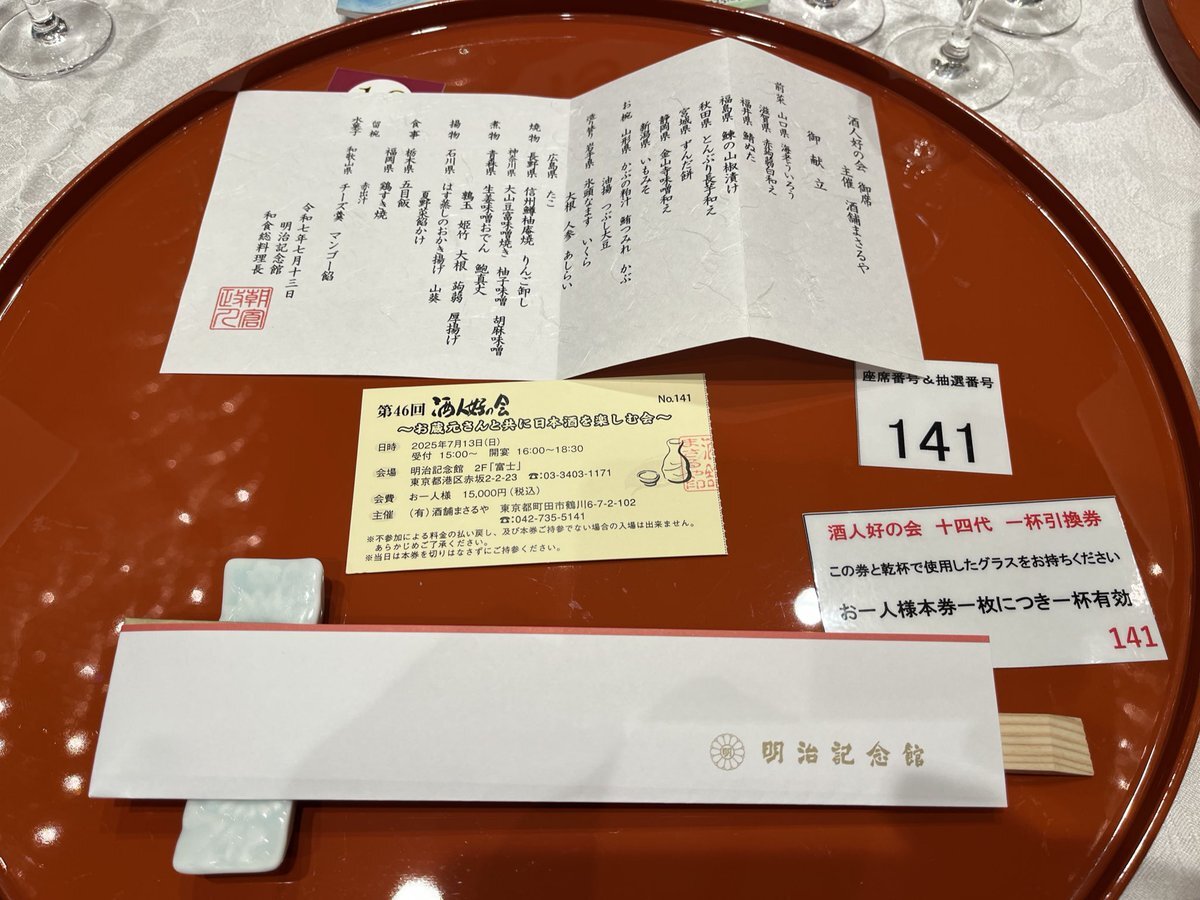 酒人好の会 御席
主催 酒舗まさるや
御献立
前菜 山口県 海老ういろう
滋賀県 赤蒟蒻白和え
福井県 鯖ぬた
福島県 鰊の山椒漬け
秋田県 とんぶり長芋和え
宮城県 ずんだ餅
静岡県 金山寺味噌和え
新潟県 いもみそ
お椀 山形県 かぶの粕汁 鮪つみれ かぶ
油揚 つぶし大豆
造り替り 岩手県 氷頭なます いくら
大根 人参 あしらい
広島県 たこ
焼物 長野県 信州鱒柚庵焼 りんご卸し
神奈川県 大山豆富味噌焼き 柚子味噌 胡麻味噌
煮物 青森県 生姜味噌おでん 鮑真丈
鶉玉 姫竹 大根 蒟蒻 厚揚げ
揚物 石川県 はす蒸しのおかき揚げ 山葵
夏野菜餡かけ
食事 栃木県 五目飯
福岡県 鶏すき焼
留椀 赤出汁
水菓子 和歌山県 チーズ羹 マンゴー餡
令和七年七月十三日
明治記念館
和食総料理長
第46回 酒人好の会 No.141
～お蔵元さんと共に日本酒を楽しむ会～
日時 2025年7月13日(日)
受付 15:00～ 開宴 16:00～18:30
会場 明治記念館 2F「富士」
東京都港区赤坂2-2-23 ☎:03-3403-1171
会費 お一人様 15,000円(税込)
主催 (有)酒舗まさるや 東京都町田市鶴川6-7-2-102
☎:042-735-5141
※不参加による料金の払い戻し、及び本券ご持参でない場合の入場は出来ません。
あらかじめご了承ください。
※当日は本券を切りはなさずにご持参ください。
座席番号&抽選番号
141
酒人好の会 十四代 一杯引換券
この券と乾杯で使用したグラスをお持ちください
お一人様本券一枚につき一杯有効
141
明治記念館